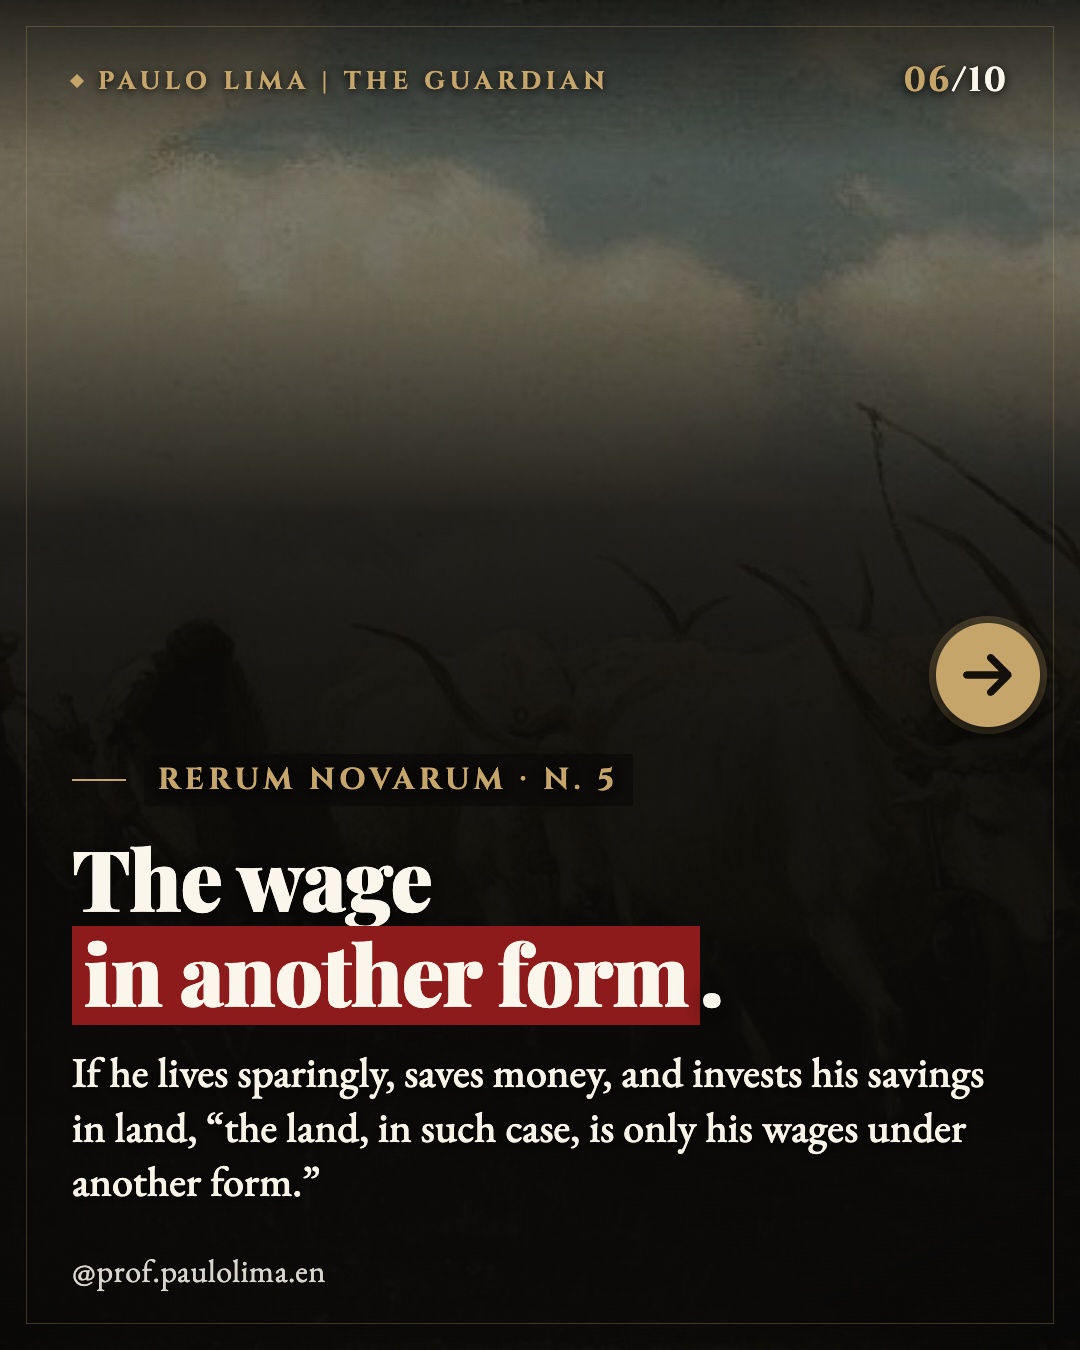 ◆ PAULO LIMA | THE GUARDIAN
06/10
RERUM NOVARUM · N. 5
The wage
in another form.
If he lives sparingly, saves money, and invests his savings
in land, “the land, in such case, is only his wages under
another form.”
@prof.paulolima.en